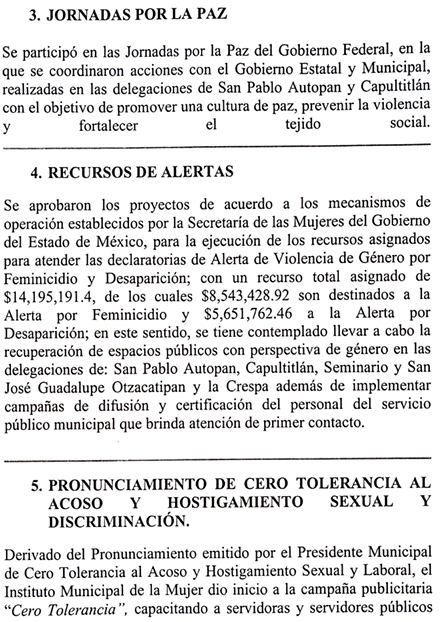 3. JORNADAS POR LA PAZ
Se participó en las Jornadas por la Paz del Gobierno Federal, en la
que se coordinaron acciones con el Gobierno Estatal y Municipal,
realizadas en las delegaciones de San Pablo Autopan y Capultitlán
con el objetivo de promover una cultura de paz, prevenir la violencia
y fortalecer el tejido social.
4. RECURSOS DE ALERTAS
Se aprobaron los proyectos de acuerdo a los mecanismos de
operación establecidos por la Secretaría de las Mujeres del Gobierno
del Estado de México, para la ejecución de los recursos asignados
para atender las declaratorias de Alerta de Violencia de Género por
Feminicidio y Desaparición; con un recurso total asignado de
$14,195,191.4, de los cuales $8,543,428.92 son destinados a la
Alerta por Feminicidio y $5,651,762.46 a la Alerta por
Desaparición; en este sentido, se tiene contemplado llevar a cabo la
recuperación de espacios públicos con perspectiva de género en las
delegaciones de: San Pablo Autopan, Capultitlán, Seminario y San
José Guadalupe Otzacatipan y la Crespa además de implementar
campañas de difusión y certificación del personal del servicio
público municipal que brinda atención de primer contacto.
5. PRONUNCIAMIENTO DE CERO TOLERANCIA AL
ACOSO Y HOSTIGAMIENTO SEXUAL Y
DISCRIMINACIÓN.
Derivado del Pronunciamiento emitido por el Presidente Municipal
de Cero Tolerancia al Acoso y Hostigamiento Sexual y Laboral, el
Instituto Municipal de la Mujer dio inicio a la campaña publicitaria
“Cero Tolerancia”, capacitando a servidoras y servidores públicos